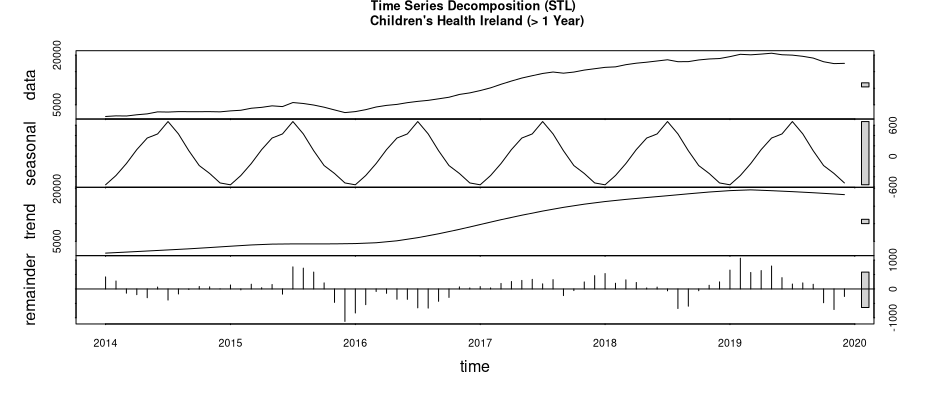 Time Series Decomposition (STL)
Children's Health Ireland (> 1 Year)
data
5000 20000
seasonal
-600 0 600
trend
5000 20000
remainder
-1000 0 1000
2014 2015 2016 2017 2018 2019 2020
time